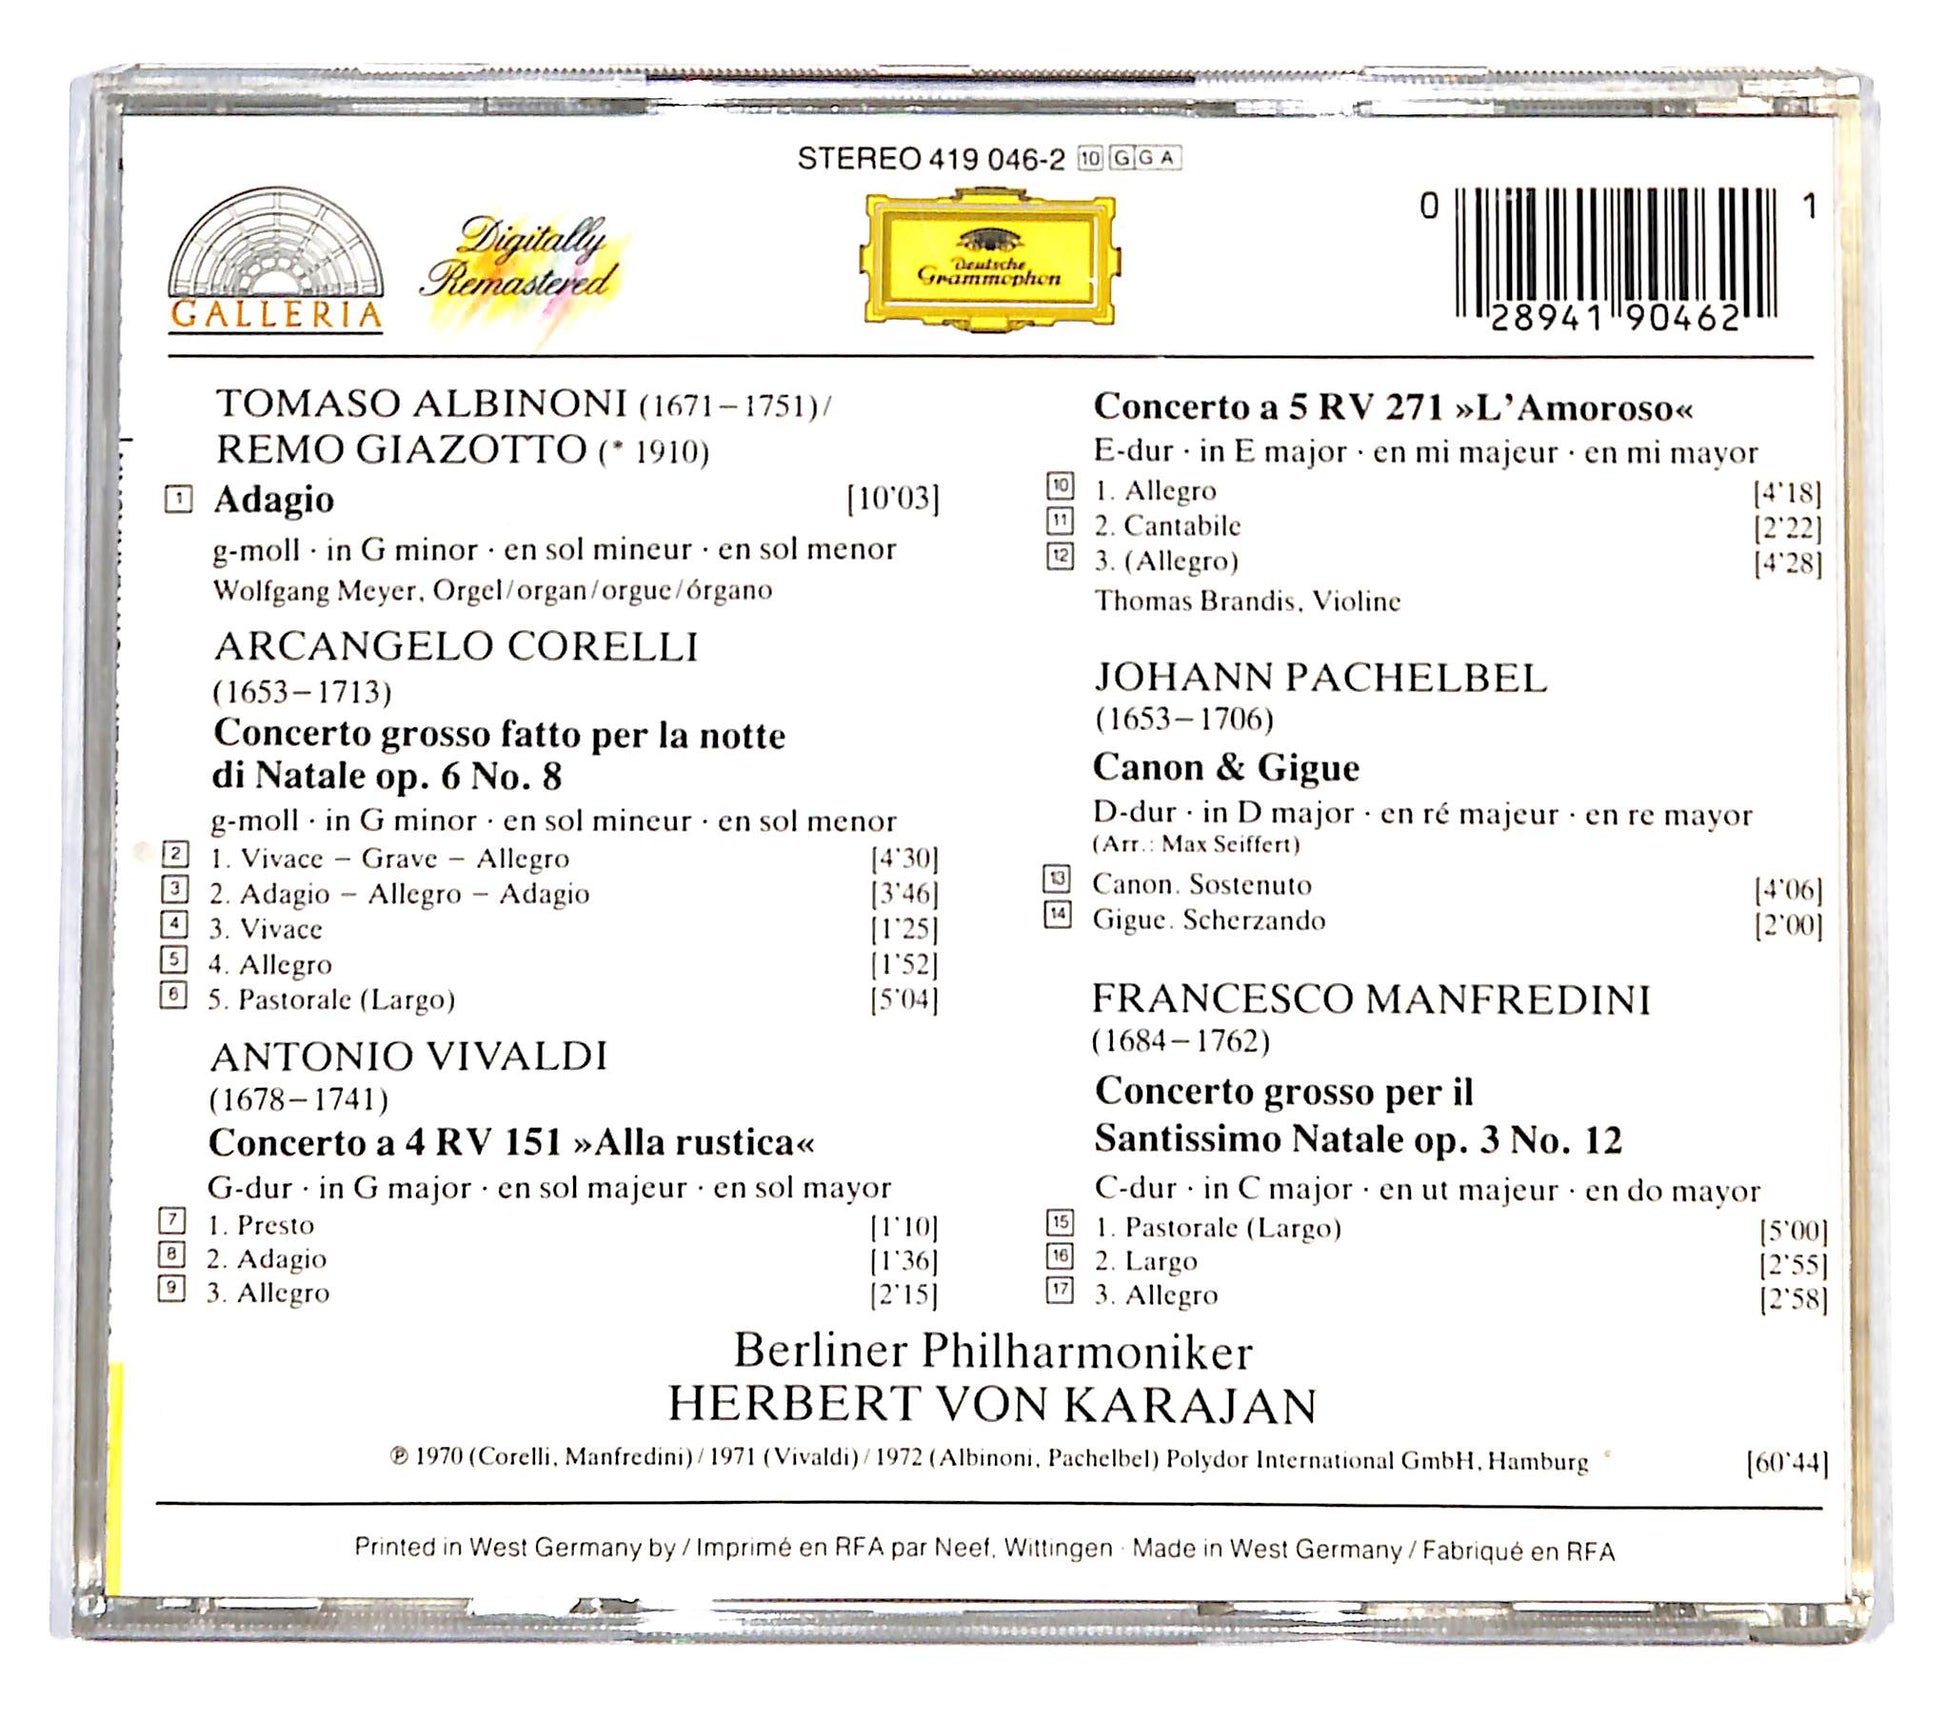 STEREO 419 046-2 10 G G A
GALLERIA
Digitally
Remastered
Deutsche
Grammophon
0 28941 90462 1
TOMASO ALBINONI (1671–1751)/
REMO GIAZOTTO (* 1910)
1 Adagio [10'03]
g-moll · in G minor · en sol mineur · en sol menor
Wolfgang Meyer, Orgel/organ/orgue/órgano
ARCANGELO CORELLI
(1653–1713)
Concerto grosso fatto per la notte
di Natale op. 6 No. 8
g-moll · in G minor · en sol mineur · en sol menor
2 1. Vivace – Grave – Allegro [4'30]
3 2. Adagio – Allegro – Adagio [3'46]
4 3. Vivace [1'25]
5 4. Allegro [1'52]
6 5. Pastorale (Largo) [5'04]
ANTONIO VIVALDI
(1678–1741)
Concerto a 4 RV 151 »Alla rustica«
G-dur · in G major · en sol majeur · en sol mayor
7 1. Presto [1'10]
8 2. Adagio [1'36]
9 3. Allegro [2'15]
Concerto a 5 RV 271 »L'Amoroso«
E-dur · in E major · en mi majeur · en mi mayor
10 1. Allegro [4'18]
11 2. Cantabile [2'22]
12 3. (Allegro) [4'28]
Thomas Brandis, Violine
JOHANN PACHELBEL
(1653–1706)
Canon & Gigue
D-dur · in D major · en ré majeur · en re mayor
(Arr.: Max Seiffert)
13 Canon. Sostenuto [4'06]
14 Gigue. Scherzando [2'00]
FRANCESCO MANFREDINI
(1684–1762)
Concerto grosso per il
Santissimo Natale op. 3 No. 12
C-dur · in C major · en ut majeur · en do mayor
15 1. Pastorale (Largo) [5'00]
16 2. Largo [2'55]
17 3. Allegro [2'58]
Berliner Philharmoniker
HERBERT VON KARAJAN
℗ 1970 (Corelli, Manfredini) / 1971 (Vivaldi) / 1972 (Albinoni, Pachelbel) Polydor International GmbH, Hamburg [60'44]
Printed in West Germany by / Imprimé en RFA par Neef, Wittingen · Made in West Germany / Fabriqué en RFA